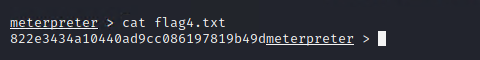 meterpreter > cat flag4.txt
822e3434a10440ad9cc086197819b49dmeterpreter >